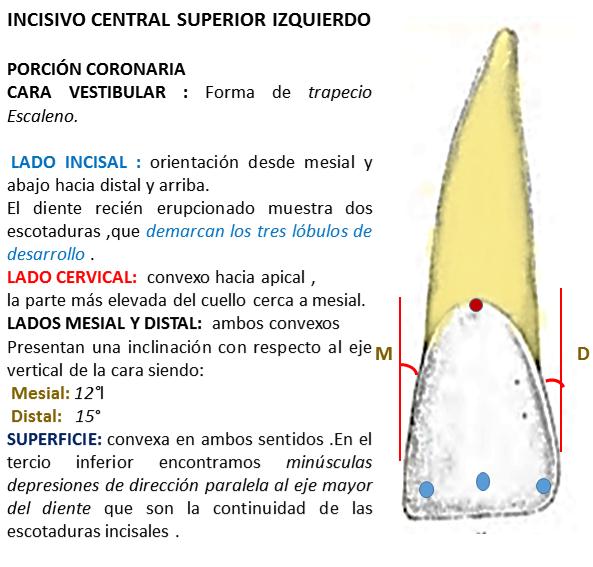 INCISIVO CENTRAL SUPERIOR IZQUIERDO
PORCIÓN CORONARIA
CARA VESTIBULAR : Forma de trapecio
Escaleno.
LADO INCISAL : orientación desde mesial y
abajo hacia distal y arriba.
El diente recién erupcionado muestra dos
escotaduras ,que demarcan los tres lóbulos de
desarrollo .
LADO CERVICAL: convexo hacia apical ,
la parte más elevada del cuello cerca a mesial.
LADOS MESIAL Y DISTAL: ambos convexos
Presentan una inclinación con respecto al eje
vertical de la cara siendo:
Mesial: 12°l
Distal: 15°
SUPERFICIE: convexa en ambos sentidos .En el
tercio inferior encontramos minúsculas
depresiones de dirección paralela al eje mayor
del diente que son la continuidad de las
escotaduras incisales .
M
D